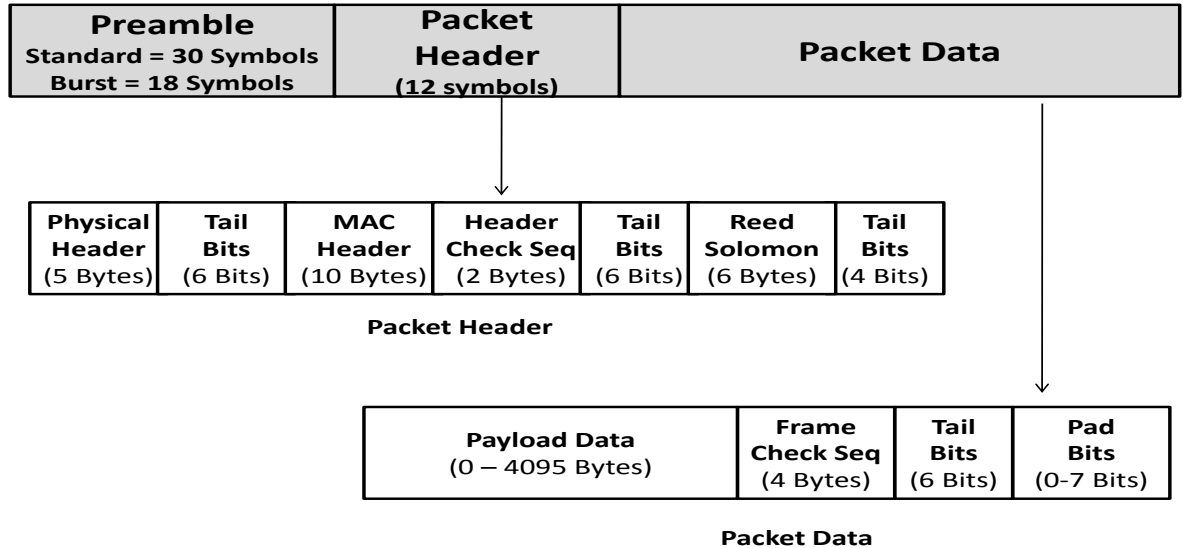 Preamble
Standard = 30 Symbols
Burst = 18 Symbols
Packet
Header
(12 symbols)
Packet Data
Physical
Header
(5 Bytes)
Tail
Bits
(6 Bits)
MAC
Header
(10 Bytes)
Header
Check Seq
(2 Bytes)
Tail
Bits
(6 Bits)
Reed
Solomon
(6 Bytes)
Tail
Bits
(4 Bits)
Packet Header
Payload Data
(0 – 4095 Bytes)
Frame
Check Seq
(4 Bytes)
Tail
Bits
(6 Bits)
Pad
Bits
(0-7 Bits)
Packet Data